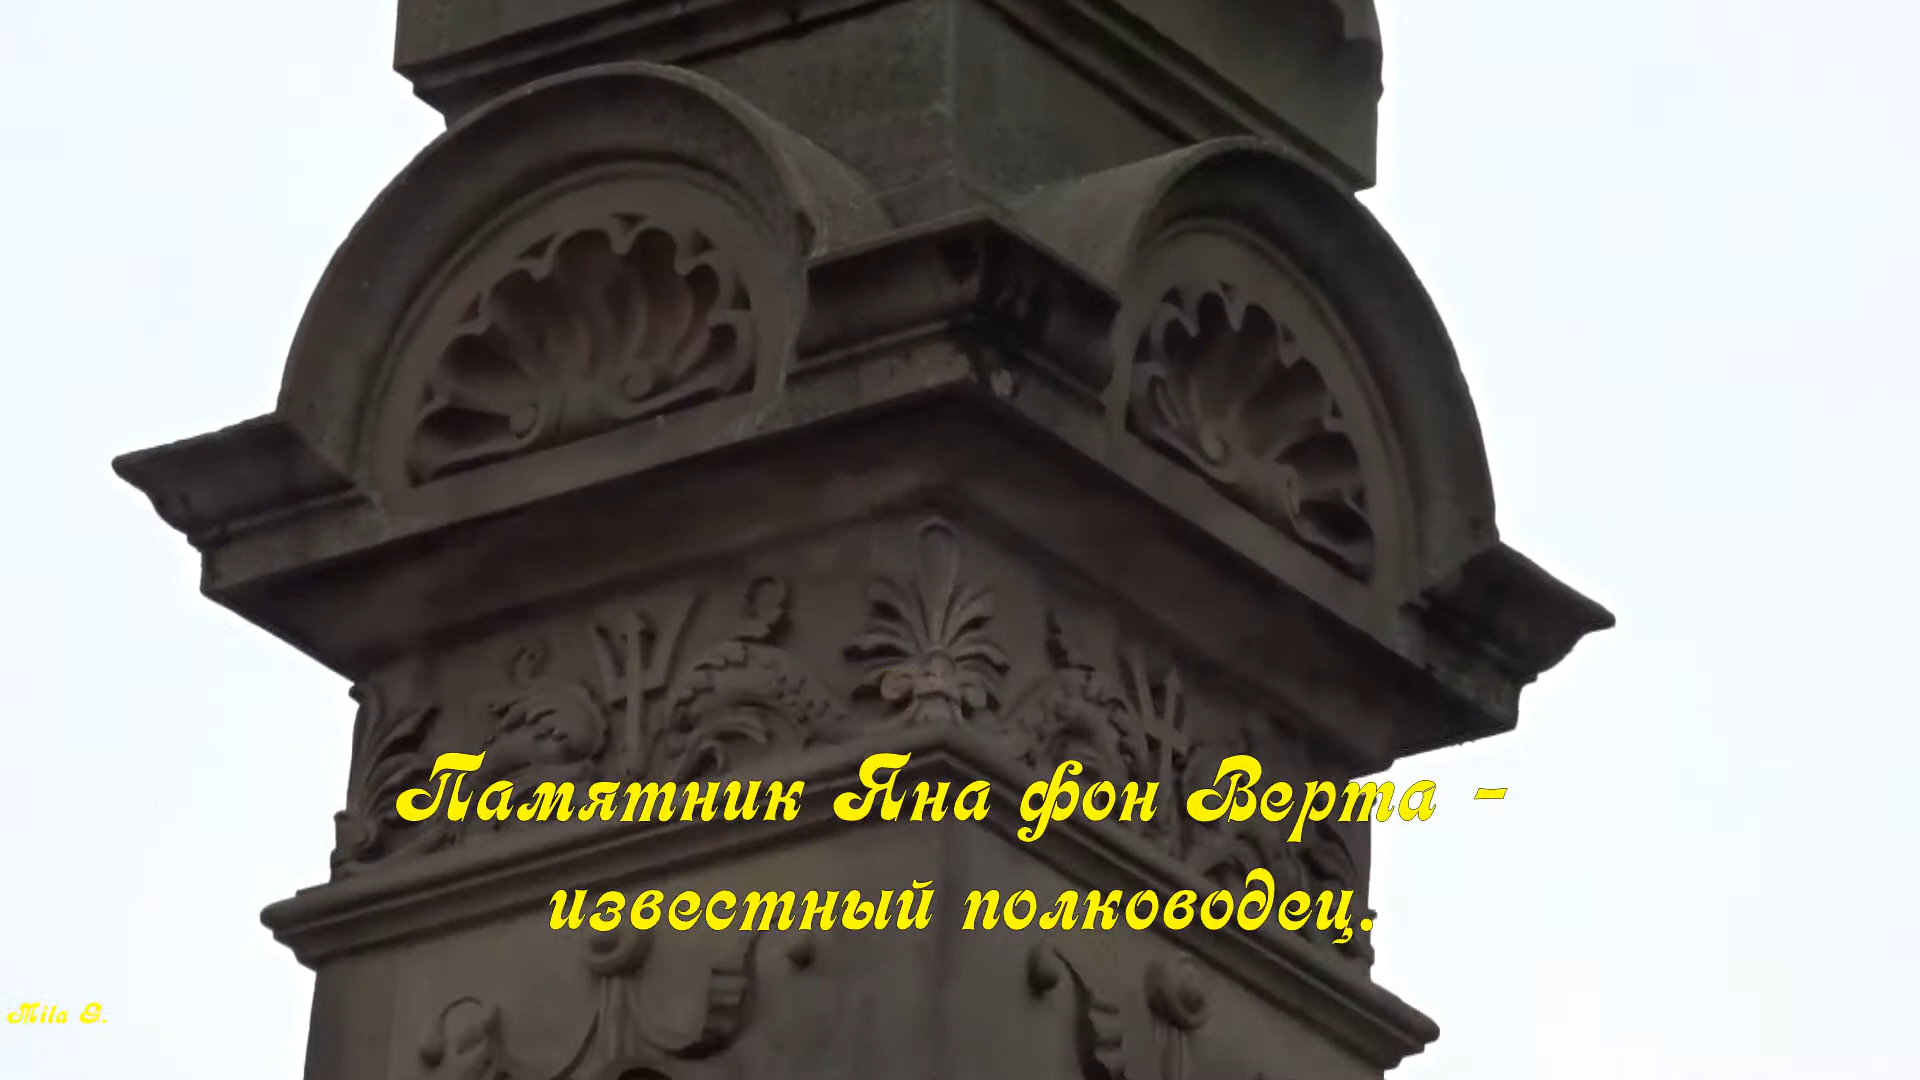 Памятник Яна фон Верта -
известный полководец.
Mila G.